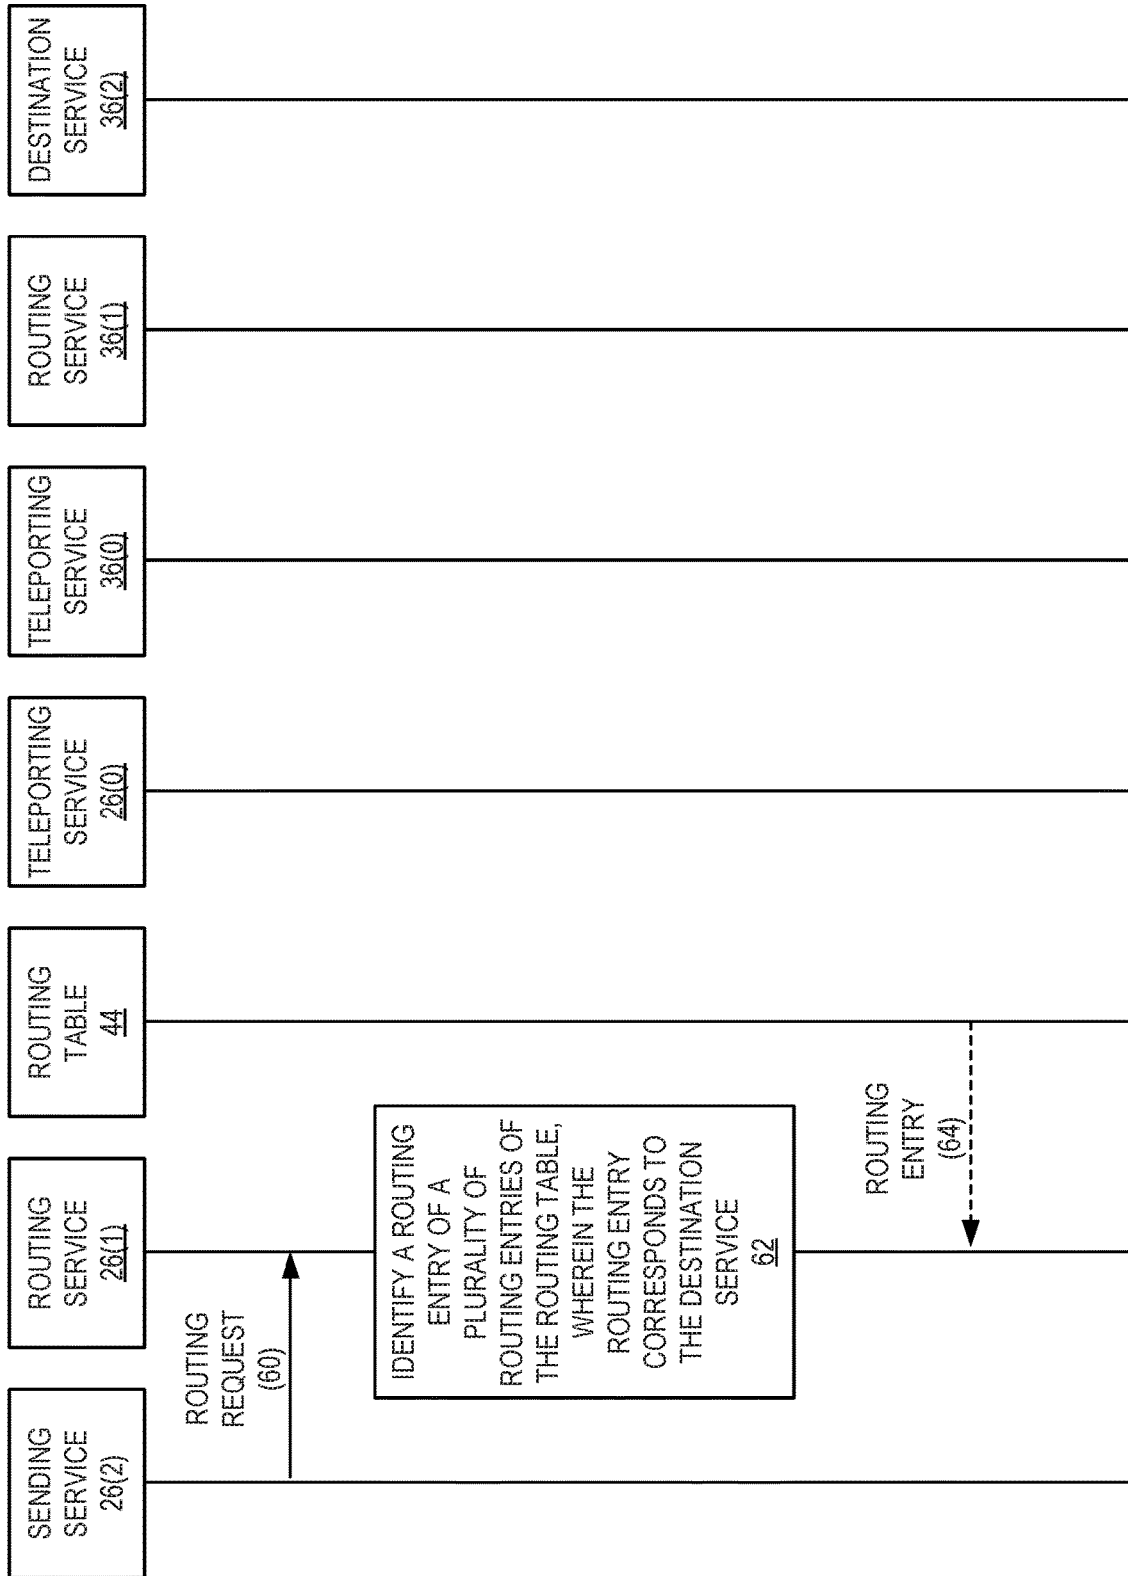 SENDING
SERVICE
26(2)
ROUTING
SERVICE
26(1)
ROUTING
TABLE
44
TELEPORTING
SERVICE
26(0)
TELEPORTING
SERVICE
36(0)
ROUTING
SERVICE
36(1)
DESTINATION
SERVICE
36(2)
ROUTING
REQUEST
(60)
IDENTIFY A ROUTING
ENTRY OF A
PLURALITY OF
ROUTING ENTRIES OF
THE ROUTING TABLE,
WHEREIN THE
ROUTING ENTRY
CORRESPONDS TO
THE DESTINATION
SERVICE
62
ROUTING
ENTRY
(64)